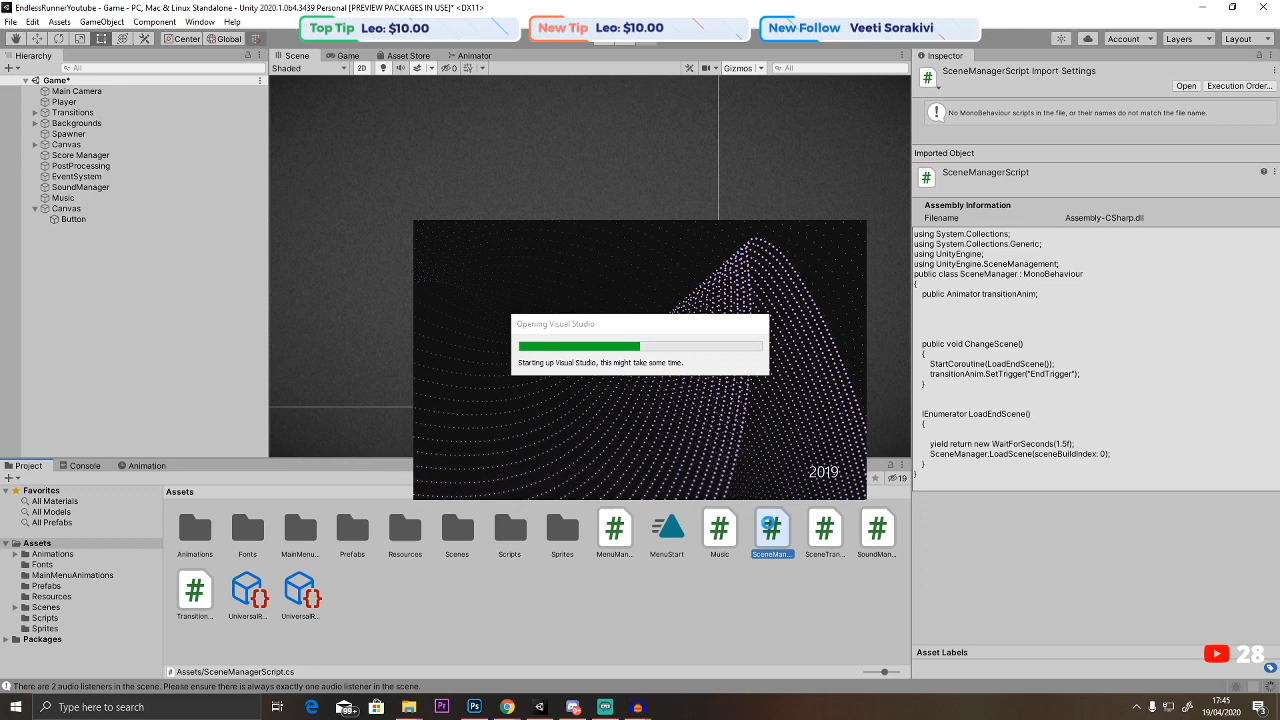 EndlessRunnerYoutube - Game - PC, Mac & Linux Standalone - Unity 2020.1.0b4.3439 Personal [PREVIEW PACKAGES IN USE]* <DX11>
Top Tip Leo: $10.00
New Tip Leo: $10.00
New Follow Veeti Sorakivi
File Edit Assets
Center Global
Account Layers Layout
Hierarchy
All
Game*
Main Camera
Player
Transitions
Backgrounds
Spawner
Canvas
Score Manager
PostProcessing
EventSystem
SoundManager
Music
Canvas
Button
Scene Game Asset Store Animator
Shaded 2D 0 Gizmos All
Opening Visual Studio
Starting up Visual Studio, this might take some time.
2019
Inspector
SceneManagerScript Import Settings
Open Execution Order...
No MonoBehaviour scripts in the file, or their names do not match the file name.
Imported Object
SceneManagerScript
Assembly Information
Filename Assembly-CSharp.dll
using System.Collections;
using System.Collections.Generic;
using UnityEngine;
using UnityEngine.SceneManagement;
public class SceneManager : MonoBehaviour
{
public Animator transitionAnim;
public void ChangeScene()
{
StartCoroutine(LoadEndScene());
transitionAnim.SetTrigger("EndTrigger");
}
IEnumerator LoadEndScene()
{
yield return new WaitForSeconds(1.5f);
SceneManager.LoadScene(sceneBuildIndex: 0);
}
}
Project Console Animation
19
Favorites
All Materials
All Models
All Prefabs
Assets
Animations
Fonts
MainMenuAnimations
Prefabs
Resources
Scenes
Scripts
Sprites
Packages
Assets
Animations Fonts MainMenu... Prefabs Resources Scenes Scripts Sprites MenuMan... MenuStart Music SceneMan... SceneTran... SoundMan...
Transition... UniversalR... UniversalR...
Assets/SceneManagerScript.cs
Asset Labels
28
There are 2 audio listeners in the scene. Please ensure there is always exactly one audio listener in the scene.
Type here to search
99+
17:45
19/04/2020